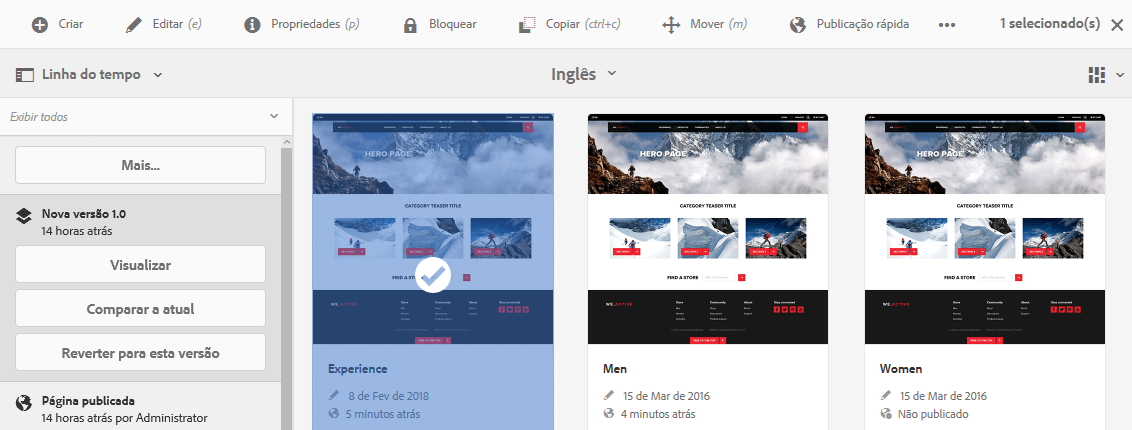 Criar Editar (e) Propriedades (p) Bloquear Copiar (ctrl+c) Mover (m) Publicação rápida ••• 1 selecionado(s)
Linha do tempo
Inglês
Exibir todos
Mais...
Nova versão 1.0
14 horas atrás
Visualizar
Comparar a atual
Reverter para esta versão
Página publicada
14 horas atrás por Administrator
HERO PAGE
CATEGORY TEASER TITLE
FIND A STORE
WE.ACTIVE
Experience
8 de Fev de 2018
5 minutos atrás
HERO PAGE
CATEGORY TEASER TITLE
FIND A STORE
WE.ACTIVE
Men
15 de Mar de 2016
4 minutos atrás
HERO PAGE
CATEGORY TEASER TITLE
FIND A STORE
WE.ACTIVE
Women
15 de Mar de 2016
Não publicado